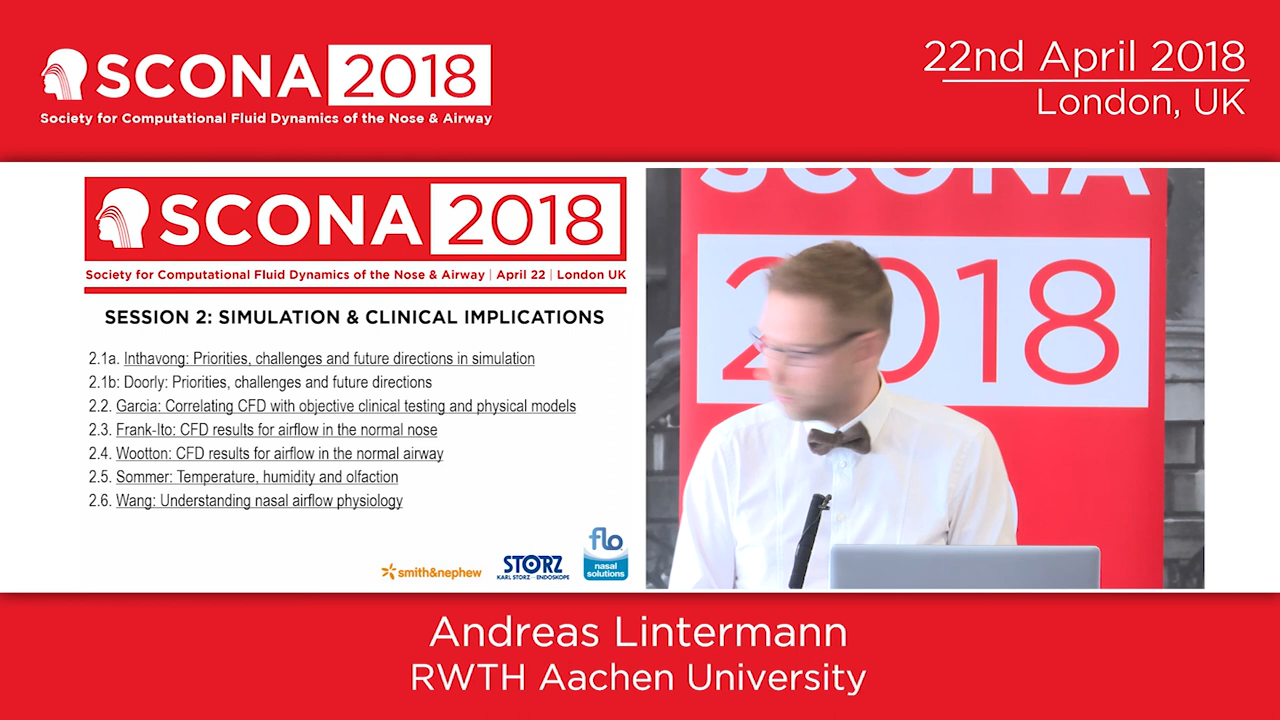 SCONA 2018
Society for Computational Fluid Dynamics of the Nose & Airway
22nd April 2018
London, UK
SCONA 2018
Society for Computational Fluid Dynamics of the Nose & Airway | April 22 | London UK
SESSION 2: SIMULATION & CLINICAL IMPLICATIONS
2.1a. Inthavong: Priorities, challenges and future directions in simulation
2.1b: Doorly: Priorities, challenges and future directions
2.2. Garcia: Correlating CFD with objective clinical testing and physical models
2.3. Frank-Ito: CFD results for airflow in the normal nose
2.4. Wootton: CFD results for airflow in the normal airway
2.5. Sommer: Temperature, humidity and olfaction
2.6. Wang: Understanding nasal airflow physiology
smith&nephew
STORZ
KARL STORZ—ENDOSKOPE
flo
nasal
solutions
SCONA
2018
Andreas Lintermann
RWTH Aachen University